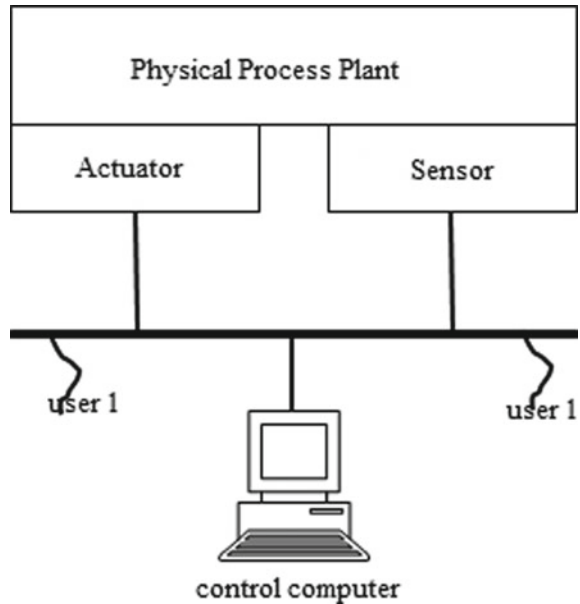 Physical Process Plant
Actuator
Sensor
user 1
user 1
control computer